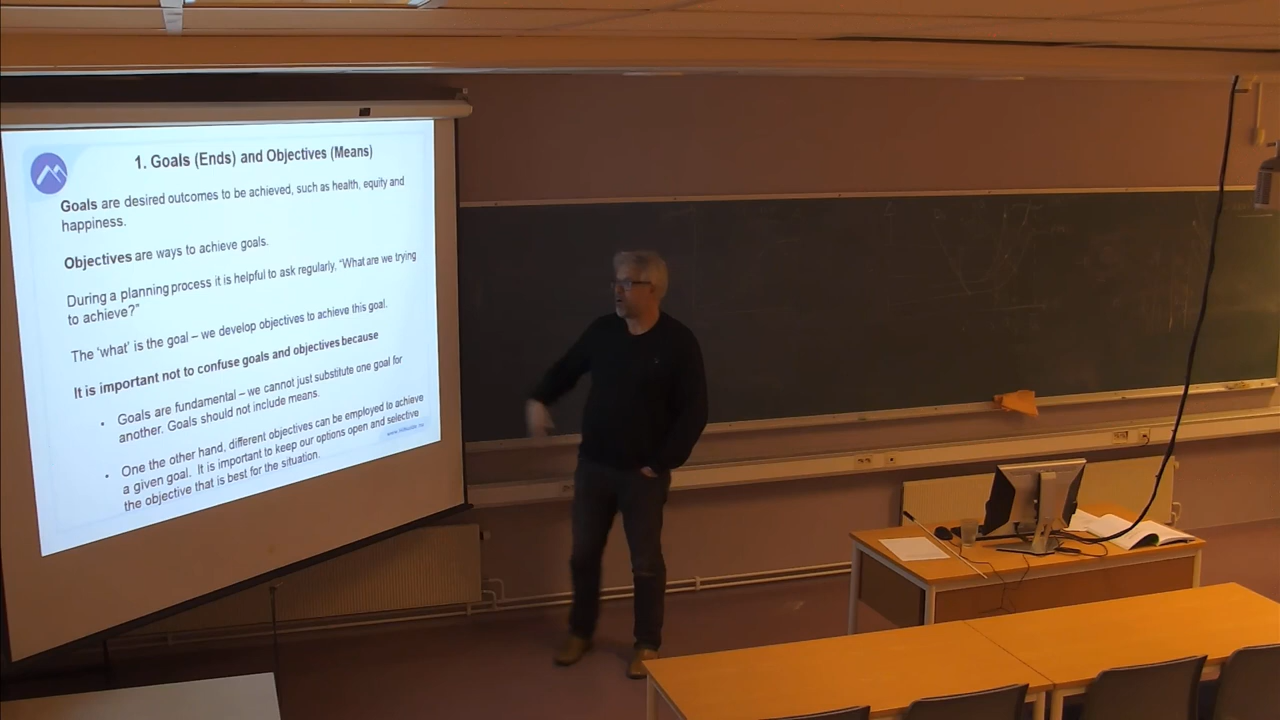 1. Goals (Ends) and Objectives (Means)
Goals are desired outcomes to be achieved, such as health, equity and
happiness.
Objectives are ways to achieve goals.
During a planning process it is helpful to ask regularly, “What are we trying
to achieve?”
The ‘what’ is the goal – we develop objectives to achieve this goal.
It is important not to confuse goals and objectives because
• Goals are fundamental – we cannot just substitute one goal for
another. Goals should not include means.
• One the other hand, different objectives can be employed to achieve
a given goal. It is important to keep our options open and selective
the objective that is best for the situation.